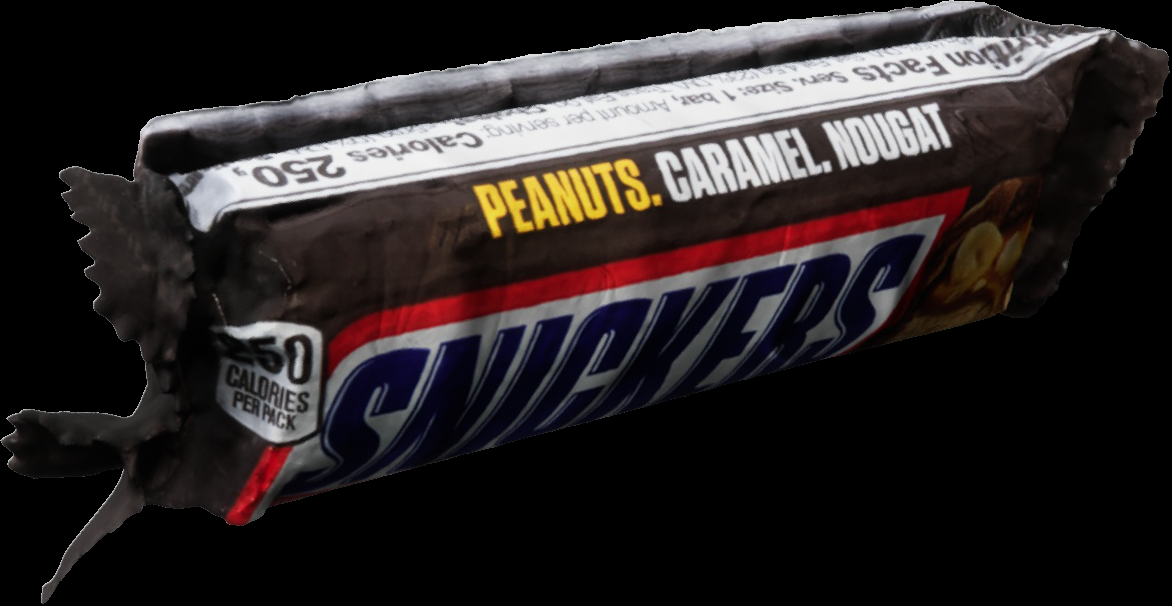 Nutrition Facts Serv. Size: 1 bar, Amount per serving: Calories 250,
PEANUTS. CARAMEL. NOUGAT
SNICKERS
250
CALORIES
PER PACK